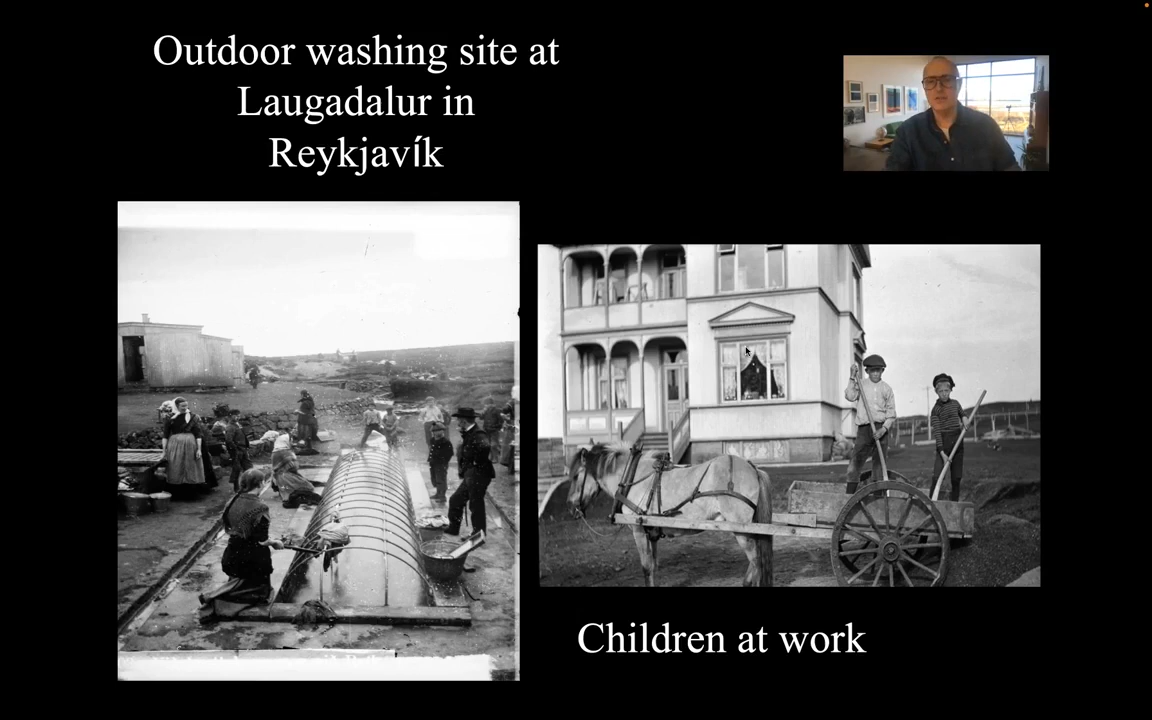 Outdoor washing site at
Laugadalur in
Reykjavík
Children at work